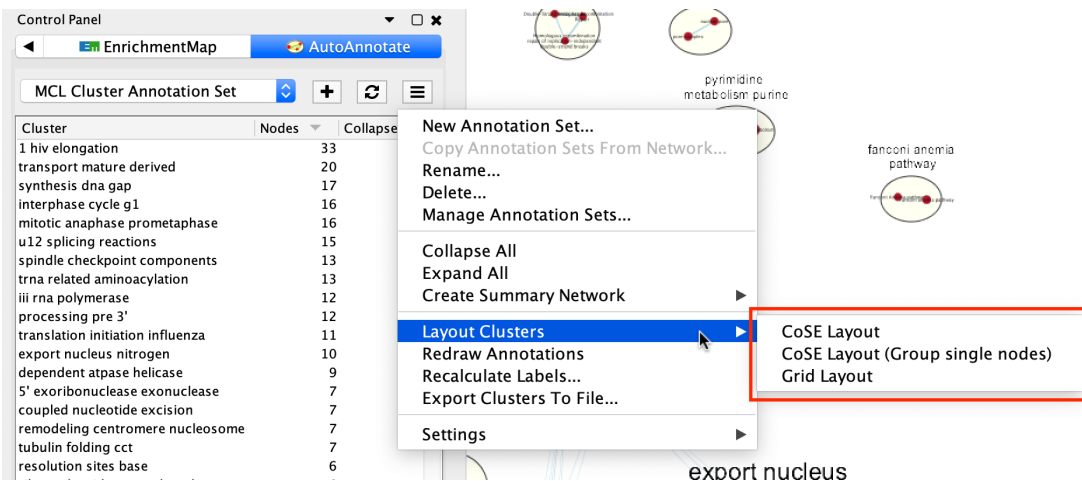 Control Panel
EnrichmentMap
AutoAnnotate
MCL Cluster Annotation Set
Cluster Nodes Collapse
1 hiv elongation 33
transport mature derived 20
synthesis dna gap 17
interphase cycle g1 16
mitotic anaphase prometaphase 16
u12 splicing reactions 15
spindle checkpoint components 13
trna related aminoacylation 13
iii rna polymerase 12
processing pre 3' 12
translation initiation influenza 11
export nucleus nitrogen 10
dependent atpase helicase 9
5' exoribonuclease exonuclease 7
coupled nucleotide excision 7
remodeling centromere nucleosome 7
tubulin folding cct 7
resolution sites base 6
New Annotation Set...
Copy Annotation Sets From Network...
Rename...
Delete...
Manage Annotation Sets...
Collapse All
Expand All
Create Summary Network
Layout Clusters
Redraw Annotations
Recalculate Labels...
Export Clusters To File...
Settings
CoSE Layout
CoSE Layout (Group single nodes)
Grid Layout
pyrimidine
metabolism purine
fanconi anemia
pathway
export nucleus